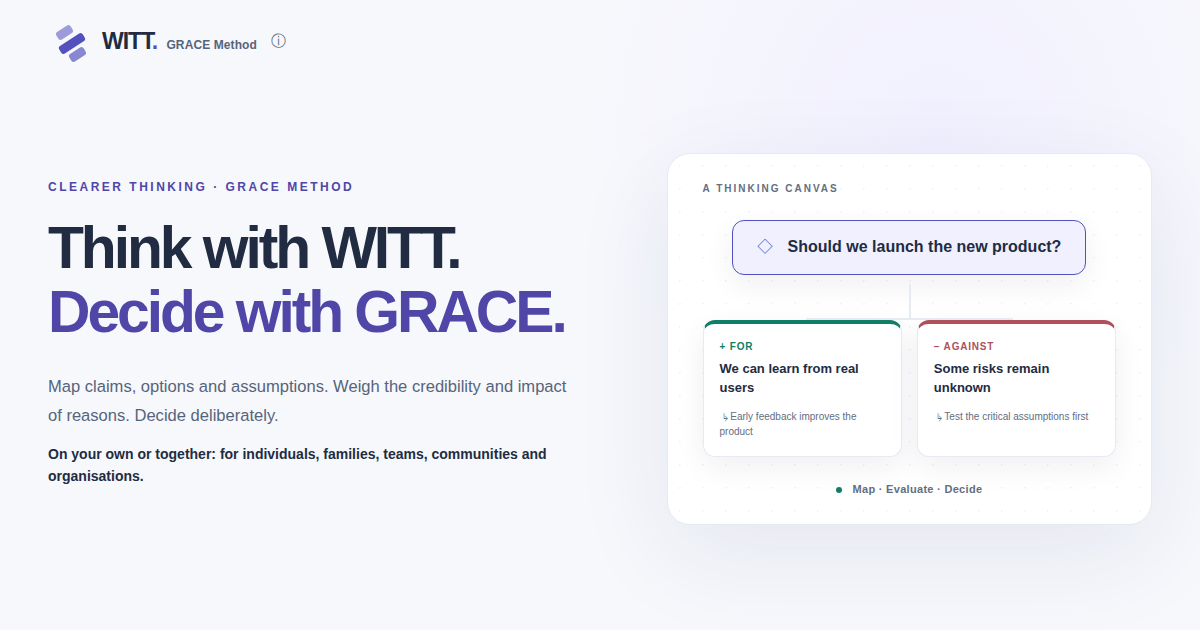 WITT. GRACE Method ⓘ
CLEARER THINKING · GRACE METHOD
Think with WITT.
Decide with GRACE.
Map claims, options and assumptions. Weigh the credibility and impact
of reasons. Decide deliberately.
On your own or together: for individuals, families, teams, communities and
organisations.
A THINKING CANVAS
◇ Should we launch the new product?
+ FOR
We can learn from real
users
↳ Early feedback improves the
product
– AGAINST
Some risks remain
unknown
↳ Test the critical assumptions first
Map · Evaluate · Decide